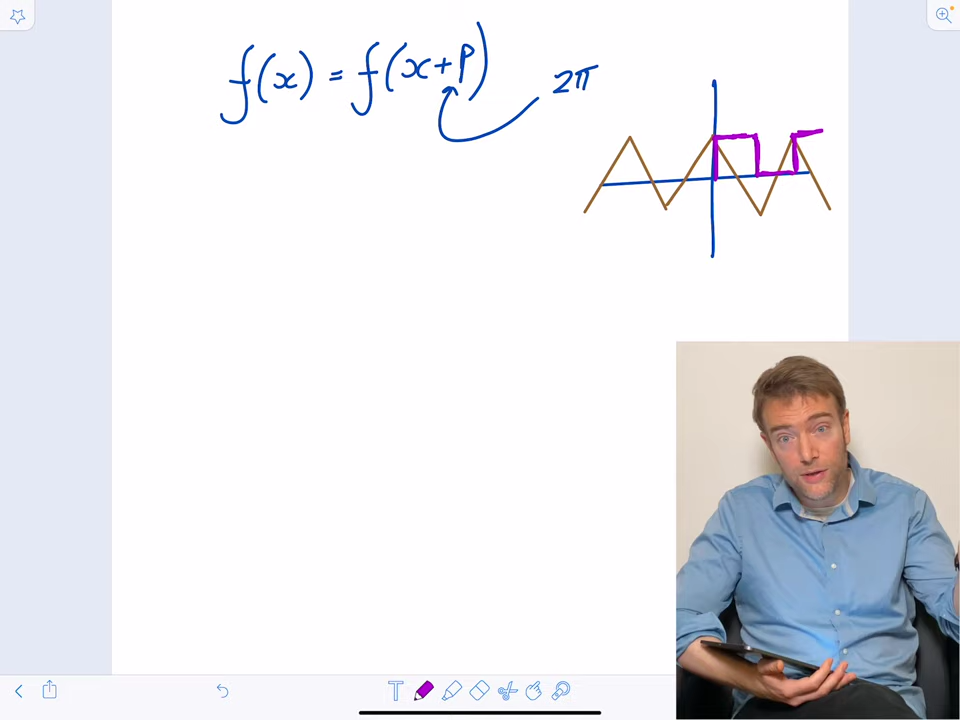 f(x) = f(x+p)
2π
T